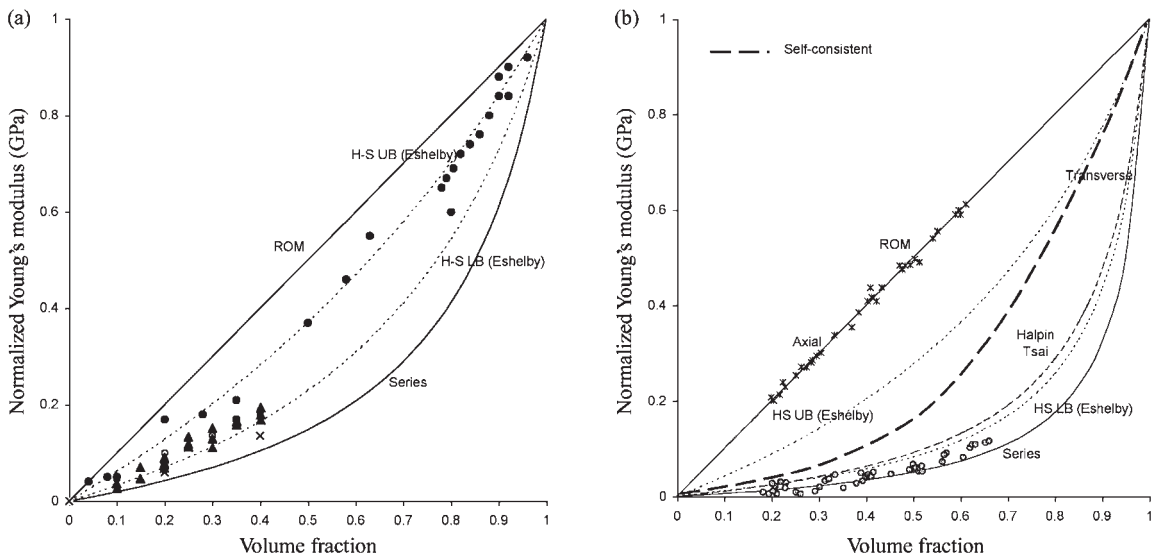 (a)
1
0.8
0.6
0.4
0.2
0
Normalized Young's modulus (GPa)
H-S UB (Eshelby)
ROM
H-S LB (Eshelby)
Series
0 0.1 0.2 0.3 0.4 0.5 0.6 0.7 0.8 0.9 1
Volume fraction
(b)
1
0.8
0.6
0.4
0.2
0
Normalized Young's modulus (GPa)
Self-consistent
Transverse
ROM
Axial
Halpin
Tsai
HS UB (Eshelby)
HS LB (Eshelby)
Series
0 0.1 0.2 0.3 0.4 0.5 0.6 0.7 0.8 0.9 1
Volume fraction